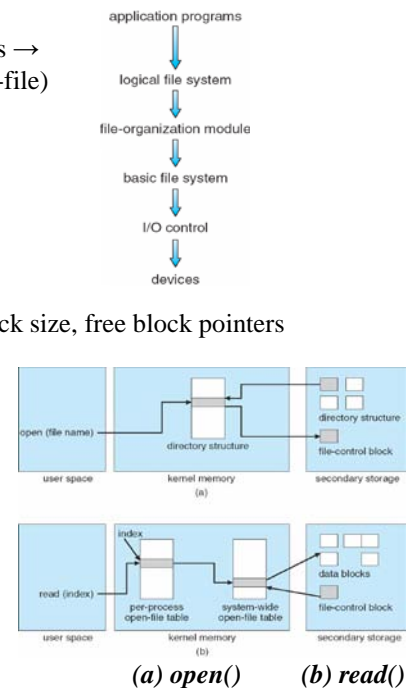 application programs
s →
logical file system
-file)
file-organization module
basic file system
I/O control
devices
ck size, free block pointers
directory structure
open (file name)
directory structure
file-control block
user space
kernel memory
secondary storage
(a)
index
data blocks
read (index)
per-process
open-file table
system-wide
open-file table
file-control block
user space
kernel memory
secondary storage
(b)
(a) open() (b) read()